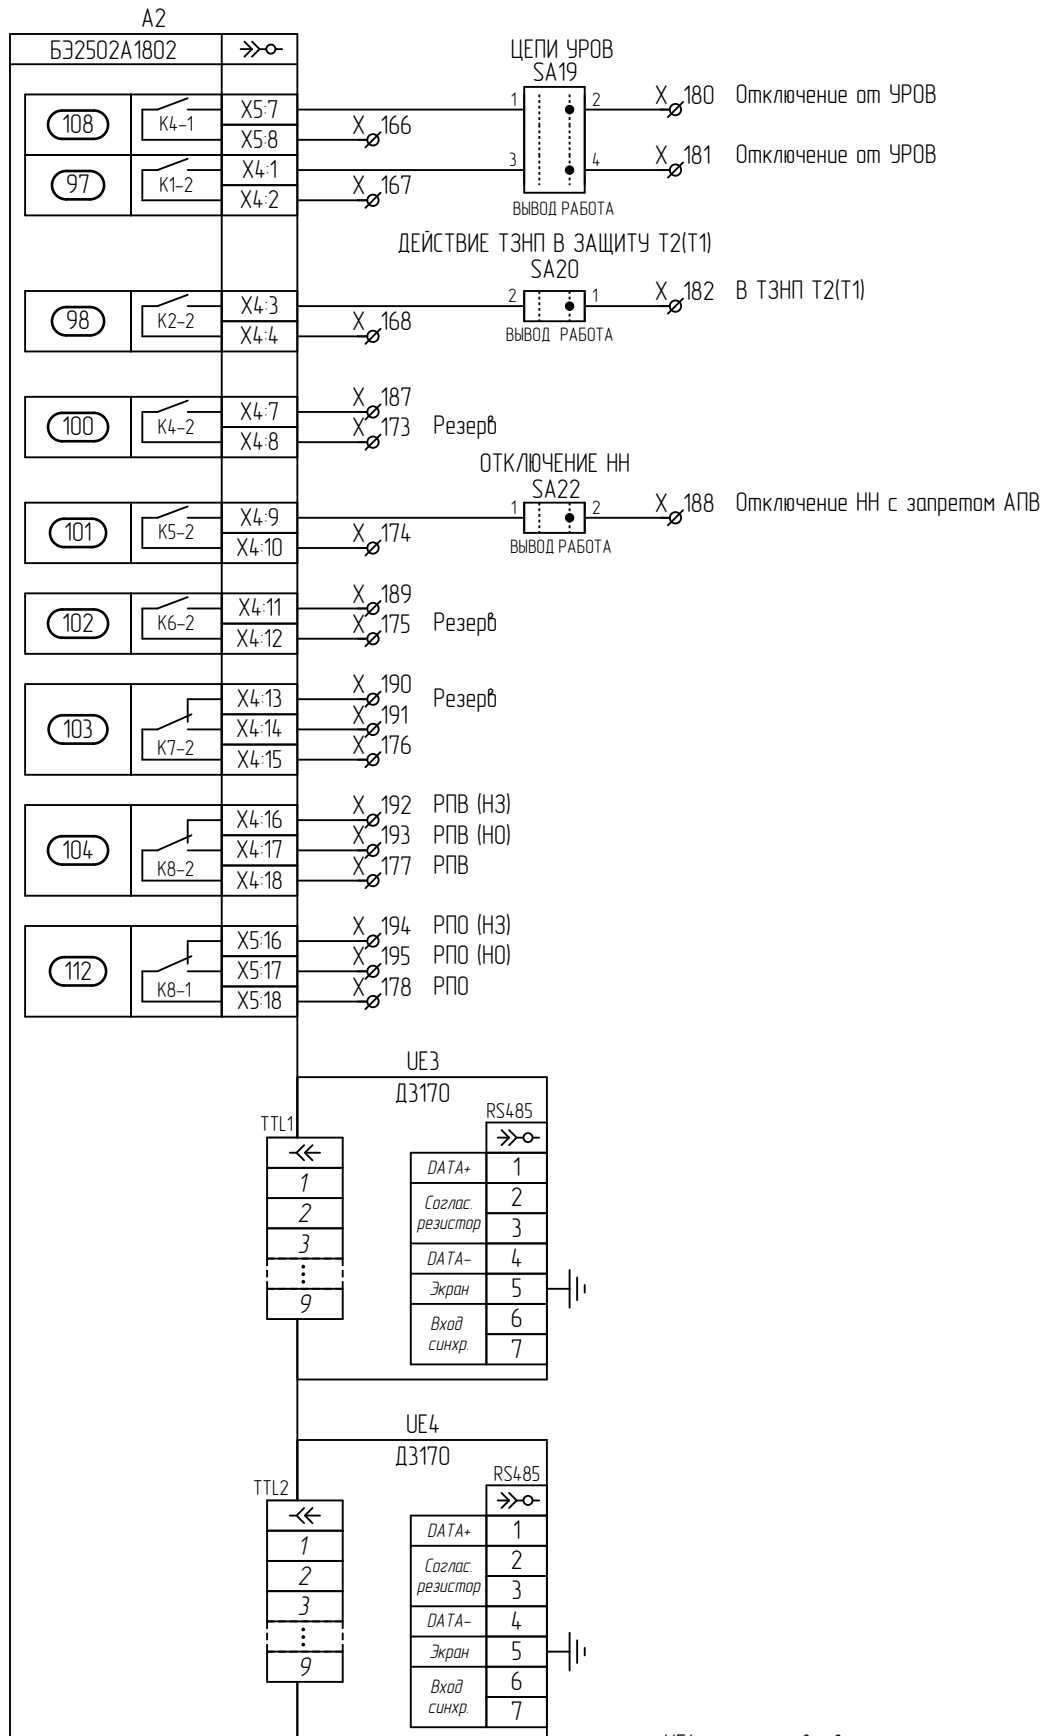 A2
БЭ2502А1802
ЦЕПИ УРОВ
SA19
108 K4-1 X5:7 1 2 X 180 Отключение от УРОВ
X5:8 X 166
97 K1-2 X4:1 3 4 X 181 Отключение от УРОВ
X4:2 X 167
ВЫВОД РАБОТА
ДЕЙСТВИЕ ТЗНП В ЗАЩИТУ Т2(Т1)
SA20
98 K2-2 X4:3 2 1 X 182 В ТЗНП Т2(Т1)
X4:4 X 168
ВЫВОД РАБОТА
100 K4-2 X4:7 X 187
X4:8 X 173 Резерв
ОТКЛЮЧЕНИЕ НН
SA22
101 K5-2 X4:9 1 2 X 188 Отключение НН с запретом АПВ
X4:10 X 174
ВЫВОД РАБОТА
102 K6-2 X4:11 X 189
X4:12 X 175 Резерв
103 K7-2 X4:13 X 190 Резерв
X4:14 X 191
X4:15 X 176
104 K8-2 X4:16 X 192 РПВ (НЗ)
X4:17 X 193 РПВ (НО)
X4:18 X 177 РПВ
112 K8-1 X5:16 X 194 РПО (НЗ)
X5:17 X 195 РПО (НО)
X5:18 X 178 РПО
UE3
Д3170
RS485
TTL1
1
2
3
9
DATA+ 1
Соглас. резистор 2
3
DATA- 4
Экран 5
Вход синхр. 6
7
UE4
Д3170
RS485
TTL2
1
2
3
9
DATA+ 1
Соглас. резистор 2
3
DATA- 4
Экран 5
Вход синхр. 6
7